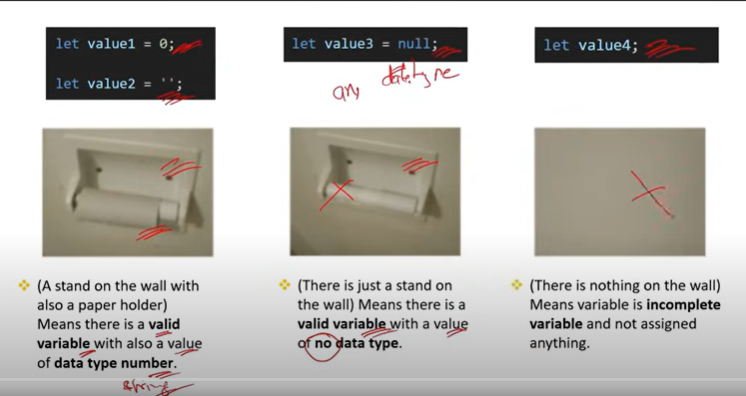 let value1 = 0;
let value2 = '';
let value3 = null;
any datatype
let value4;
❖ (A stand on the wall with
also a paper holder)
Means there is a valid
variable with also a value
of data type number.
string
❖ (There is just a stand on
the wall) Means there is a
valid variable with a value
of no data type.
❖ (There is nothing on the wall)
Means variable is incomplete
variable and not assigned
anything.